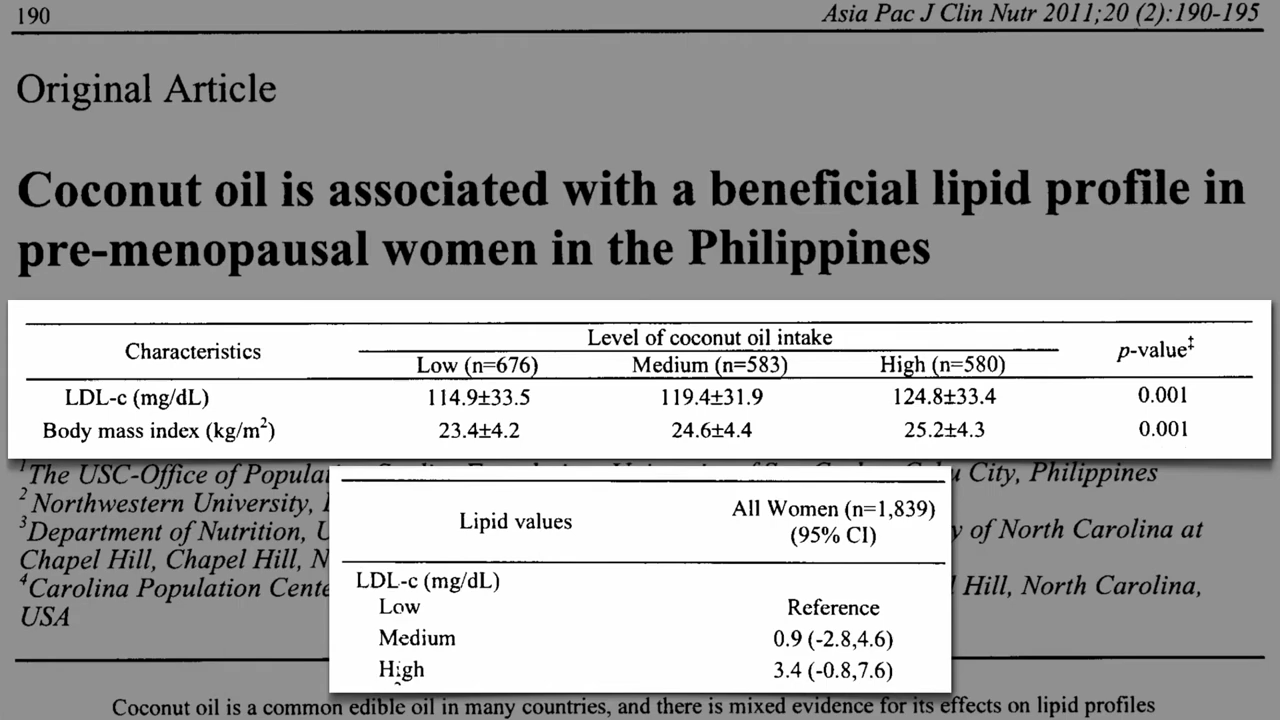 190
Asia Pac J Clin Nutr 2011;20 (2):190-195
Original Article
Coconut oil is associated with a beneficial lipid profile in
pre-menopausal women in the Philippines
Characteristics
Level of coconut oil intake
p-value‡
Low (n=676) Medium (n=583) High (n=580)
LDL-c (mg/dL) 114.9±33.5 119.4±31.9 124.8±33.4 0.001
Body mass index (kg/m²) 23.4±4.2 24.6±4.4 25.2±4.3 0.001
¹The USC-Office of City, Philippines
²Northwestern University,
³Department of Nutrition, of North Carolina at
Chapel Hill, Chapel Hill,
⁴Carolina Population Hill, North Carolina,
USA
Lipid values
All Women (n=1,839)
(95% CI)
LDL-c (mg/dL)
Low Reference
Medium 0.9 (-2.8,4.6)
High 3.4 (-0.8,7.6)
Coconut oil is a common edible oil in many countries, and there is mixed evidence for its effects on lipid profiles